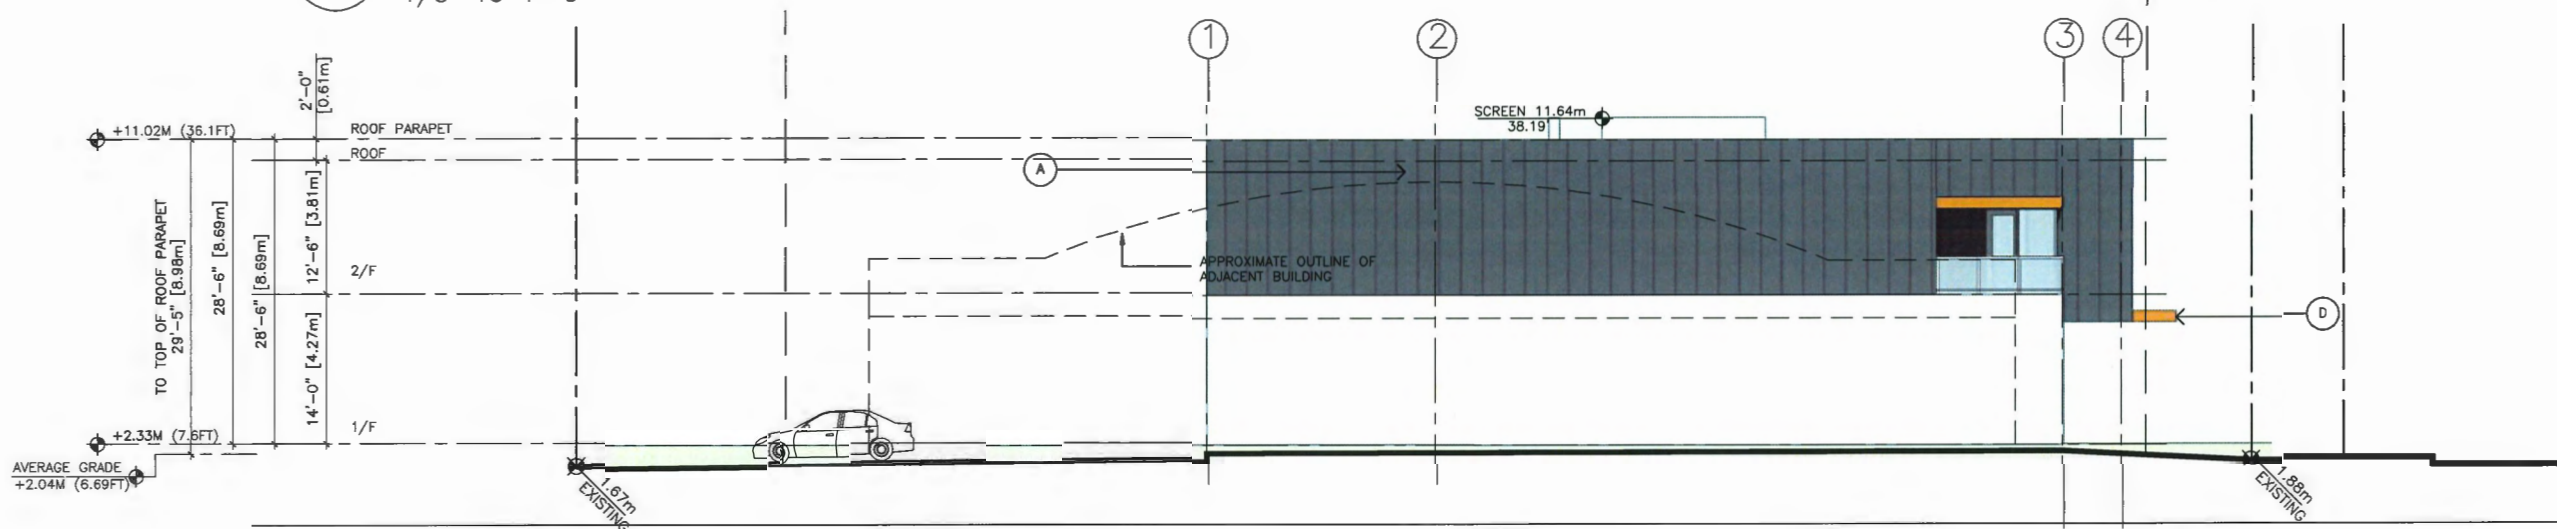 1
2
3
4
2'-0"
[0.61m]
SCREEN 11.64m
38.19'
+11.02M (36.1FT)
ROOF PARAPET
ROOF
A
TO TOP OF ROOF PARAPET
29'-5" [8.98m]
28'-6" [8.69m]
28'-6" [8.69m]
12'-6" [3.81m]
2/F
APPROXIMATE OUTLINE OF
ADJACENT BUILDING
D
14'-0" [4.27m]
1/F
+2.33M (7.6FT)
AVERAGE GRADE
+2.04M (6.69FT)
1.67m
EXISTING
1.88m
EXISTING